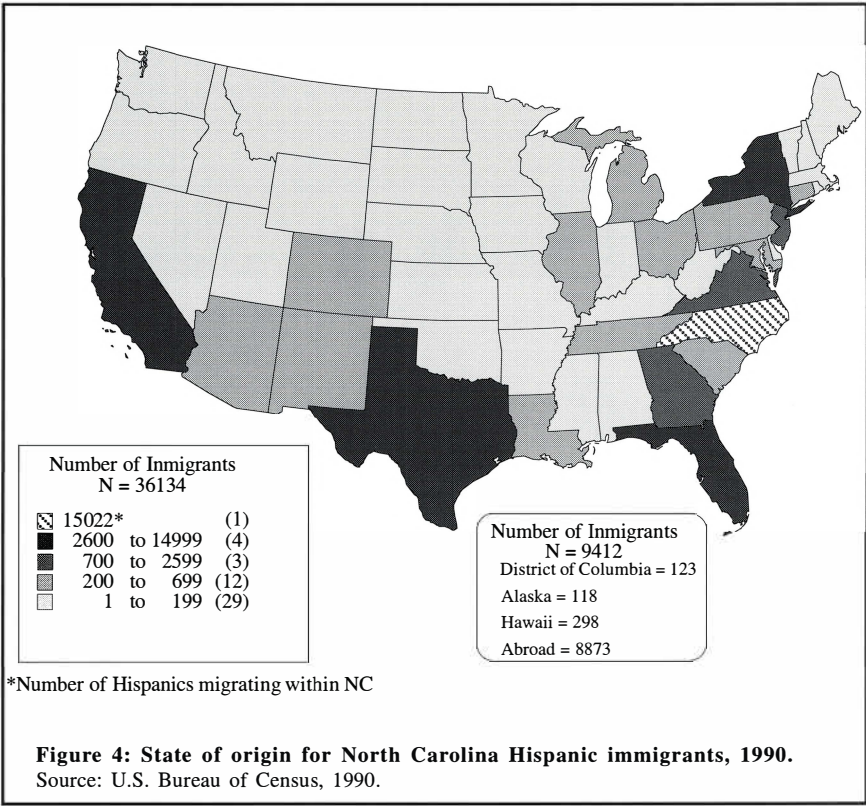 Number of Inmigrants
N = 36134
15022* (1)
2600 to 14999 (4)
700 to 2599 (3)
200 to 699 (12)
1 to 199 (29)
Number of Inmigrants
N = 9412
District of Columbia = 123
Alaska = 118
Hawaii = 298
Abroad = 8873
*Number of Hispanics migrating within NC
Figure 4: State of origin for North Carolina Hispanic immigrants, 1990.
Source: U.S. Bureau of Census, 1990.